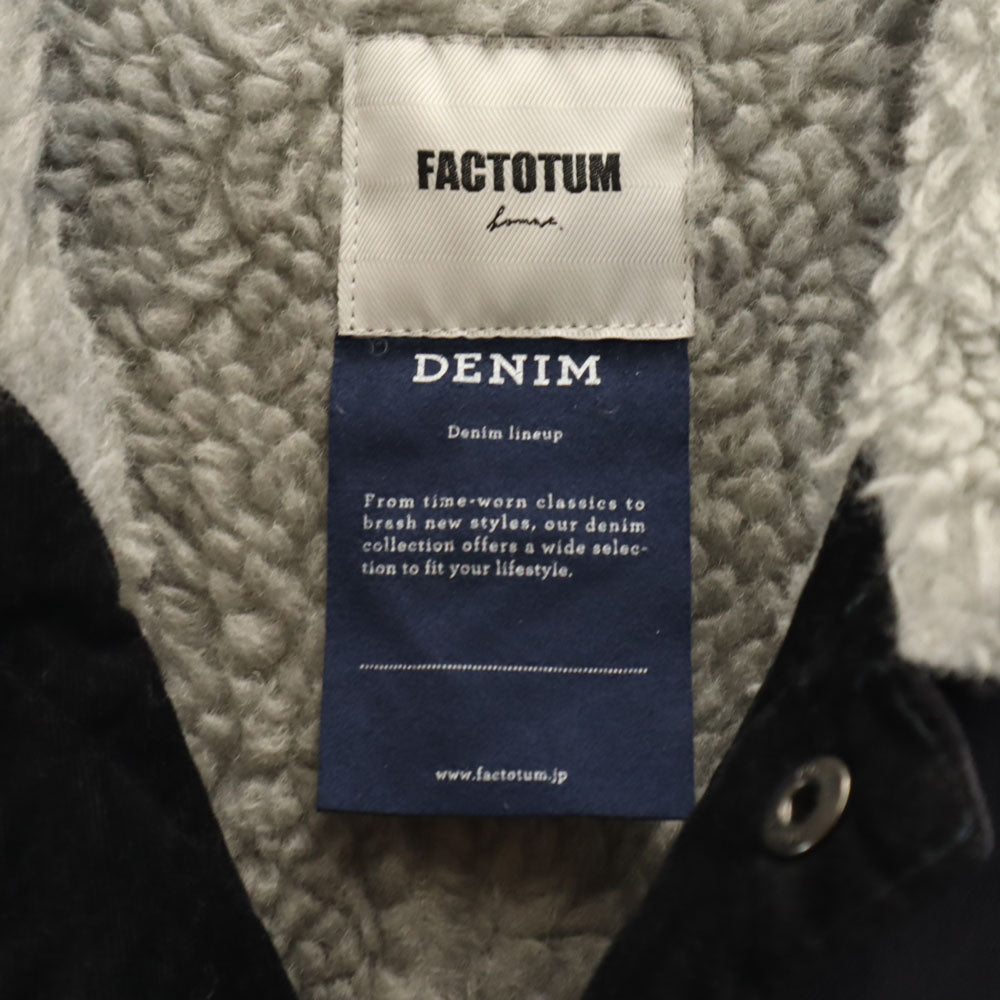 FACTOTUM
homme.
DENIM
Denim lineup
From time-worn classics to
brash new styles, our denim
collection offers a wide selec-
tion to fit your lifestyle.
www.factotum.jp